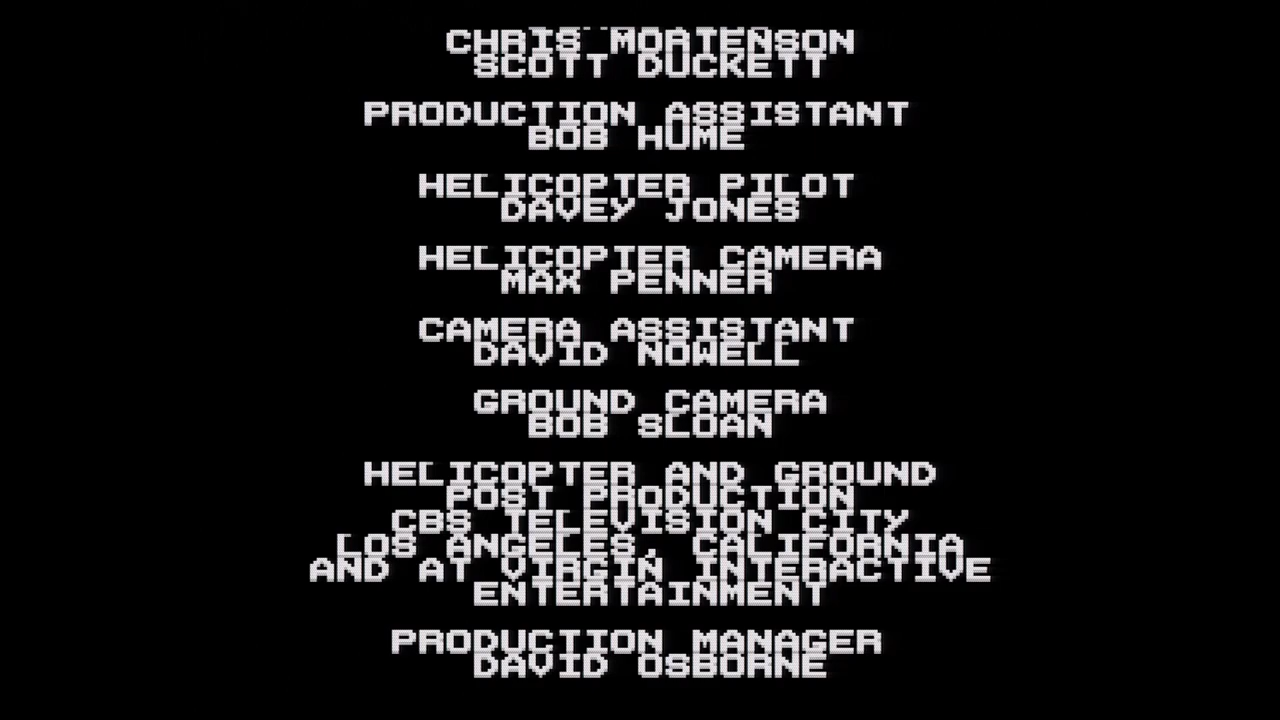 CHRIS MORTENSON
SCOTT DUCKETT
PRODUCTION ASSISTANT
BOB HUME
HELICOPTER PILOT
DAVEY JONES
HELICOPTER CAMERA
MAX PENNER
CAMERA ASSISTANT
DAVID NOWELL
GROUND CAMERA
BOB SLOAN
HELICOPTER AND GROUND
POST PRODUCTION
CBS TELEVISION CITY
LOS ANGELES, CALIFORNIA
AND AT VIRGIN INTERACTIVE
ENTERTAINMENT
PRODUCTION MANAGER
DAVID OSBORNE